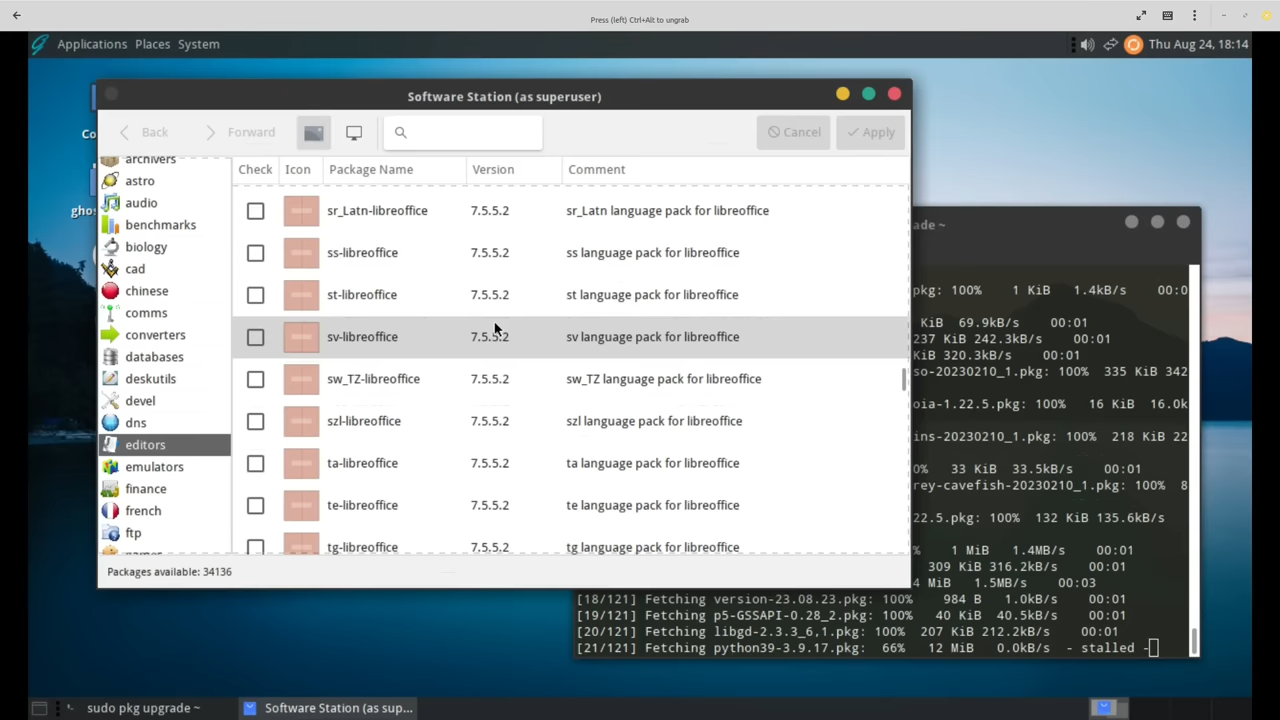 Press (left) Ctrl+Alt to ungrab
Applications Places System
Thu Aug 24, 18:14
Software Station (as superuser)
Back Forward Cancel Apply
Check Icon Package Name Version Comment
archivers
astro
audio
benchmarks
biology
cad
chinese
comms
converters
databases
deskutils
devel
dns
editors
emulators
finance
french
ftp
sr_Latn-libreoffice 7.5.5.2 sr_Latn language pack for libreoffice
ss-libreoffice 7.5.5.2 ss language pack for libreoffice
st-libreoffice 7.5.5.2 st language pack for libreoffice
sv-libreoffice 7.5.5.2 sv language pack for libreoffice
sw_TZ-libreoffice 7.5.5.2 sw_TZ language pack for libreoffice
szl-libreoffice 7.5.5.2 szl language pack for libreoffice
ta-libreoffice 7.5.5.2 ta language pack for libreoffice
te-libreoffice 7.5.5.2 te language pack for libreoffice
tg-libreoffice 7.5.5.2 tg language pack for libreoffice
Packages available: 34136
ade ~
pkg: 100% 1 KiB 1.4kB/s 00:0
KiB 69.9kB/s 00:01
237 KiB 242.3kB/s 00:01
KiB 320.3kB/s 00:01
so-20230210_1.pkg: 100% 335 KiB 342
oia-1.22.5.pkg: 100% 16 KiB 16.0k
ins-20230210_1.pkg: 100% 218 KiB 22
0% 33 KiB 33.5kB/s 00:01
rey-cavefish-20230210_1.pkg: 100% 8
22.5.pkg: 100% 132 KiB 135.6kB/s
% 1 MiB 1.4MB/s 00:01
309 KiB 316.2kB/s 00:01
4 MiB 1.5MB/s 00:03
[18/121] Fetching version-23.08.23.pkg: 100% 984 B 1.0kB/s 00:01
[19/121] Fetching p5-GSSAPI-0.28_2.pkg: 100% 40 KiB 40.5kB/s 00:01
[20/121] Fetching libgd-2.3.3_6,1.pkg: 100% 207 KiB 212.2kB/s 00:01
[21/121] Fetching python39-3.9.17.pkg: 66% 12 MiB 0.0kB/s - stalled -
sudo pkg upgrade ~
Software Station (as sup...